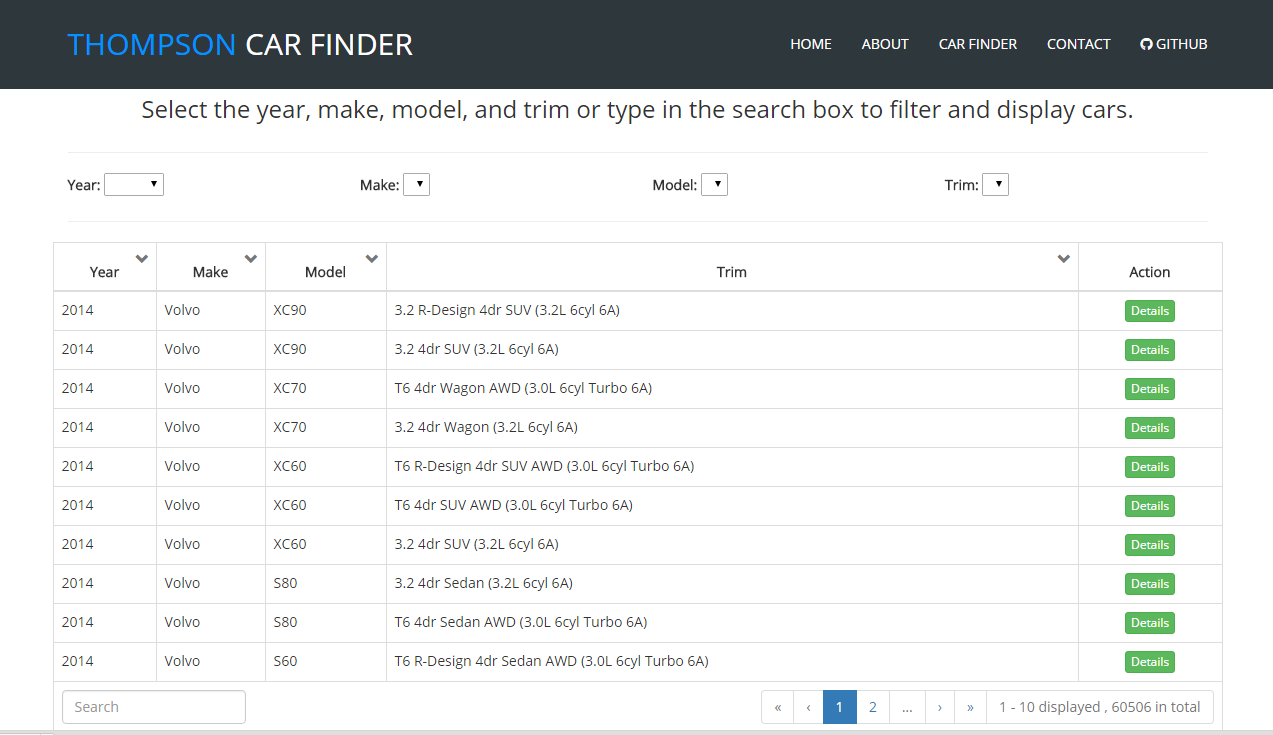 THOMPSON CAR FINDER HOME ABOUT CAR FINDER CONTACT GITHUB
Select the year, make, model, and trim or type in the search box to filter and display cars.
Year: Make: Model: Trim:
Year Make Model Trim Action
2014 Volvo XC90 3.2 R-Design 4dr SUV (3.2L 6cyl 6A) Details
2014 Volvo XC90 3.2 4dr SUV (3.2L 6cyl 6A) Details
2014 Volvo XC70 T6 4dr Wagon AWD (3.0L 6cyl Turbo 6A) Details
2014 Volvo XC70 3.2 4dr Wagon (3.2L 6cyl 6A) Details
2014 Volvo XC60 T6 R-Design 4dr SUV AWD (3.0L 6cyl Turbo 6A) Details
2014 Volvo XC60 T6 4dr SUV AWD (3.0L 6cyl Turbo 6A) Details
2014 Volvo XC60 3.2 4dr SUV (3.2L 6cyl 6A) Details
2014 Volvo S80 3.2 4dr Sedan (3.2L 6cyl 6A) Details
2014 Volvo S80 T6 4dr Sedan AWD (3.0L 6cyl Turbo 6A) Details
2014 Volvo S60 T6 R-Design 4dr Sedan AWD (3.0L 6cyl Turbo 6A) Details
Search « ‹ 1 2 ... › » 1 - 10 displayed , 60506 in total